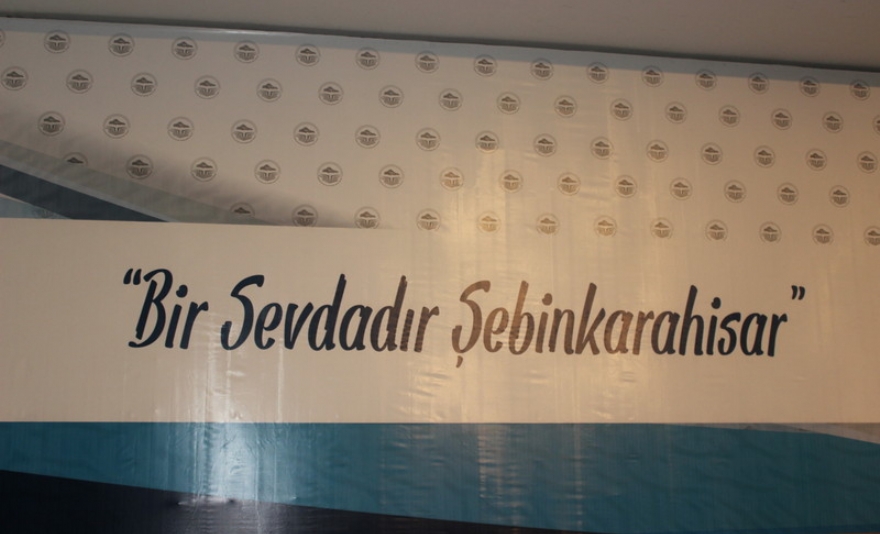 “Bir Sevdadır Şebinkarahisar”